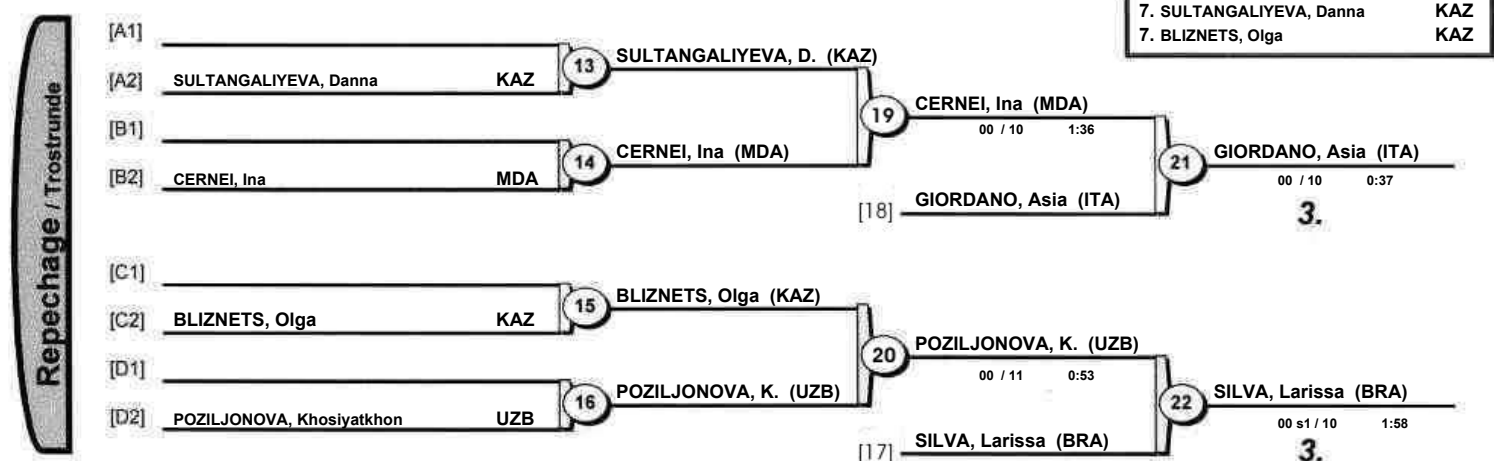 7. SULTANGALIYEVA, Danna KAZ
7. BLIZNETS, Olga KAZ
Repechage / Trostrunde
[A1]
[A2] SULTANGALIYEVA, Danna KAZ
13 SULTANGALIYEVA, D. (KAZ)
[B1]
[B2] CERNEI, Ina MDA
14 CERNEI, Ina (MDA)
19 CERNEI, Ina (MDA)
00 / 10 1:36
[18] GIORDANO, Asia (ITA)
21 GIORDANO, Asia (ITA)
00 / 10 0:37
3.
[C1]
[C2] BLIZNETS, Olga KAZ
15 BLIZNETS, Olga (KAZ)
[D1]
[D2] POZILJONOVA, Khosiyatkhon UZB
16 POZILJONOVA, K. (UZB)
20 POZILJONOVA, K. (UZB)
00 / 11 0:53
[17] SILVA, Larissa (BRA)
22 SILVA, Larissa (BRA)
00 s1 / 10 1:58
3.